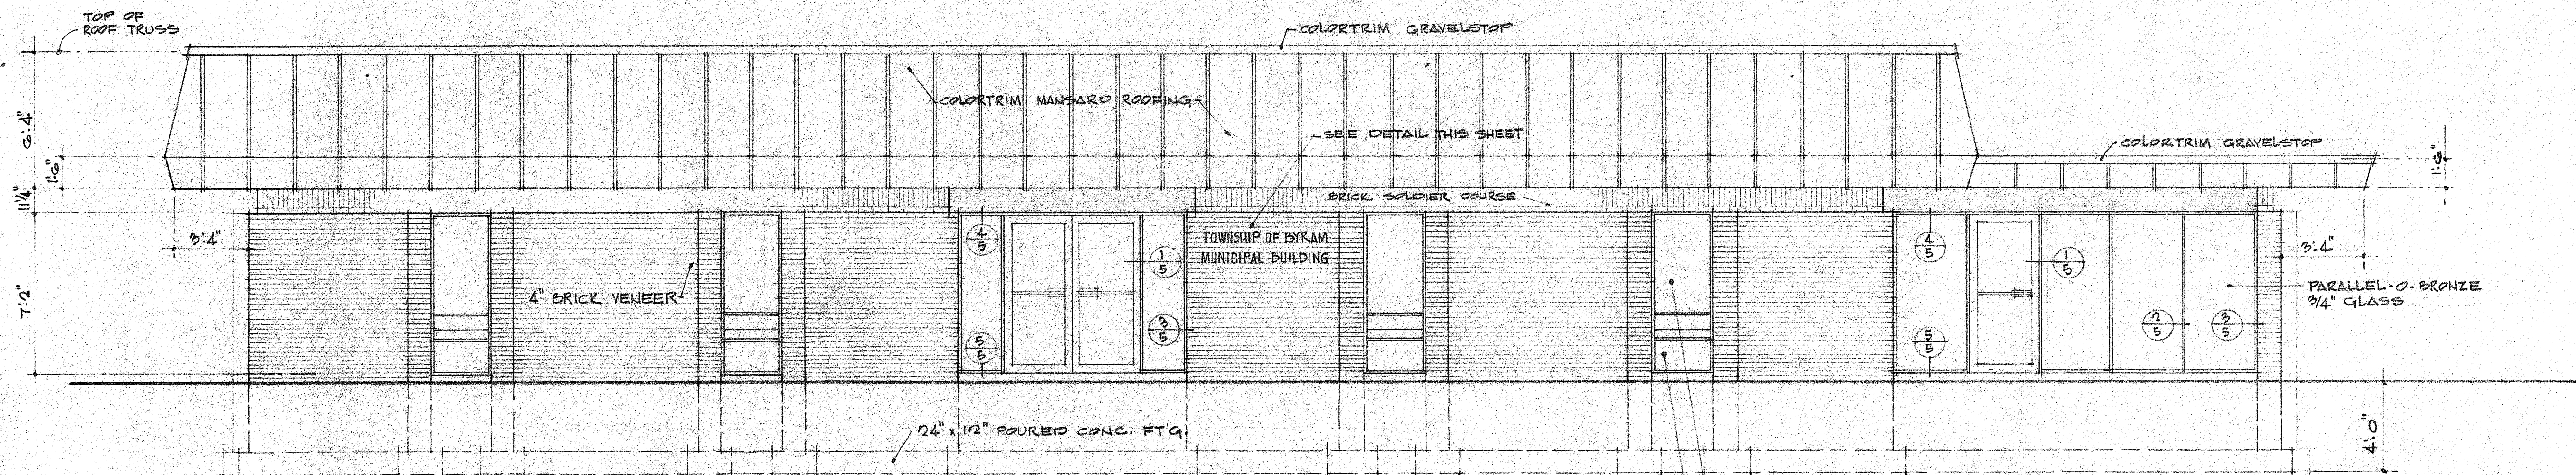 TOP OF
ROOF TRUSS
COLORTRIM GRAVELSTOP
COLORTRIM MANSARD ROOFING
SEE DETAIL THIS SHEET
COLORTRIM GRAVELSTOP
6'-4"
1'-6"
1'-6"
11 1/4"
BRICK SOLDIER COURSE
3'-4"
4
5
1
5
TOWNSHIP OF BYRAM
MUNICIPAL BUILDING
4
5
1
5
3'-4"
7'-2"
4" BRICK VENEER
PARALLEL-O-BRONZE
3/4" GLASS
5
5
3
5
5
5
2
5
3
5
24" x 12" POURED CONC. FT'G.
4'-0"